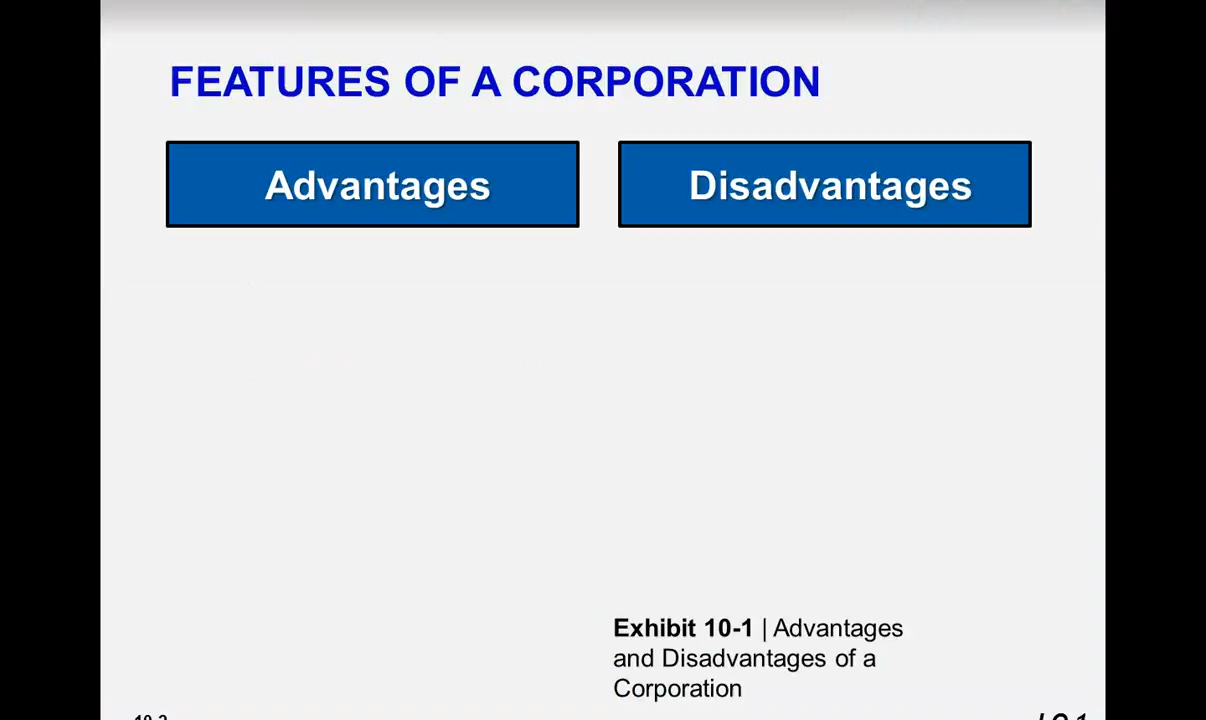 FEATURES OF A CORPORATION
Advantages
Disadvantages
Exhibit 10-1 | Advantages
and Disadvantages of a
Corporation